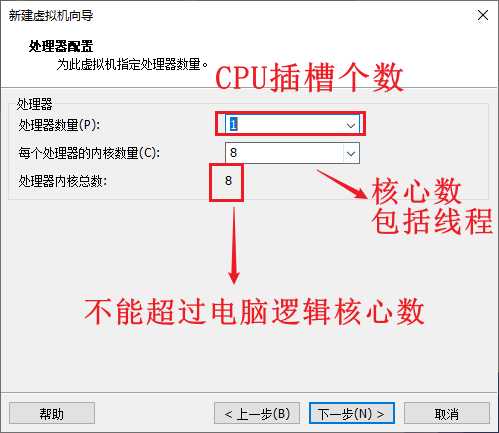 新建虚拟机向导
处理器配置
为此虚拟机指定处理器数量。
CPU插槽个数
处理器
处理器数量(P): 1
每个处理器的内核数量(C): 8
处理器内核总数: 8
核心数
包括线程
不能超过电脑逻辑核心数
帮助
< 上一步(B)
下一步(N) >
取消